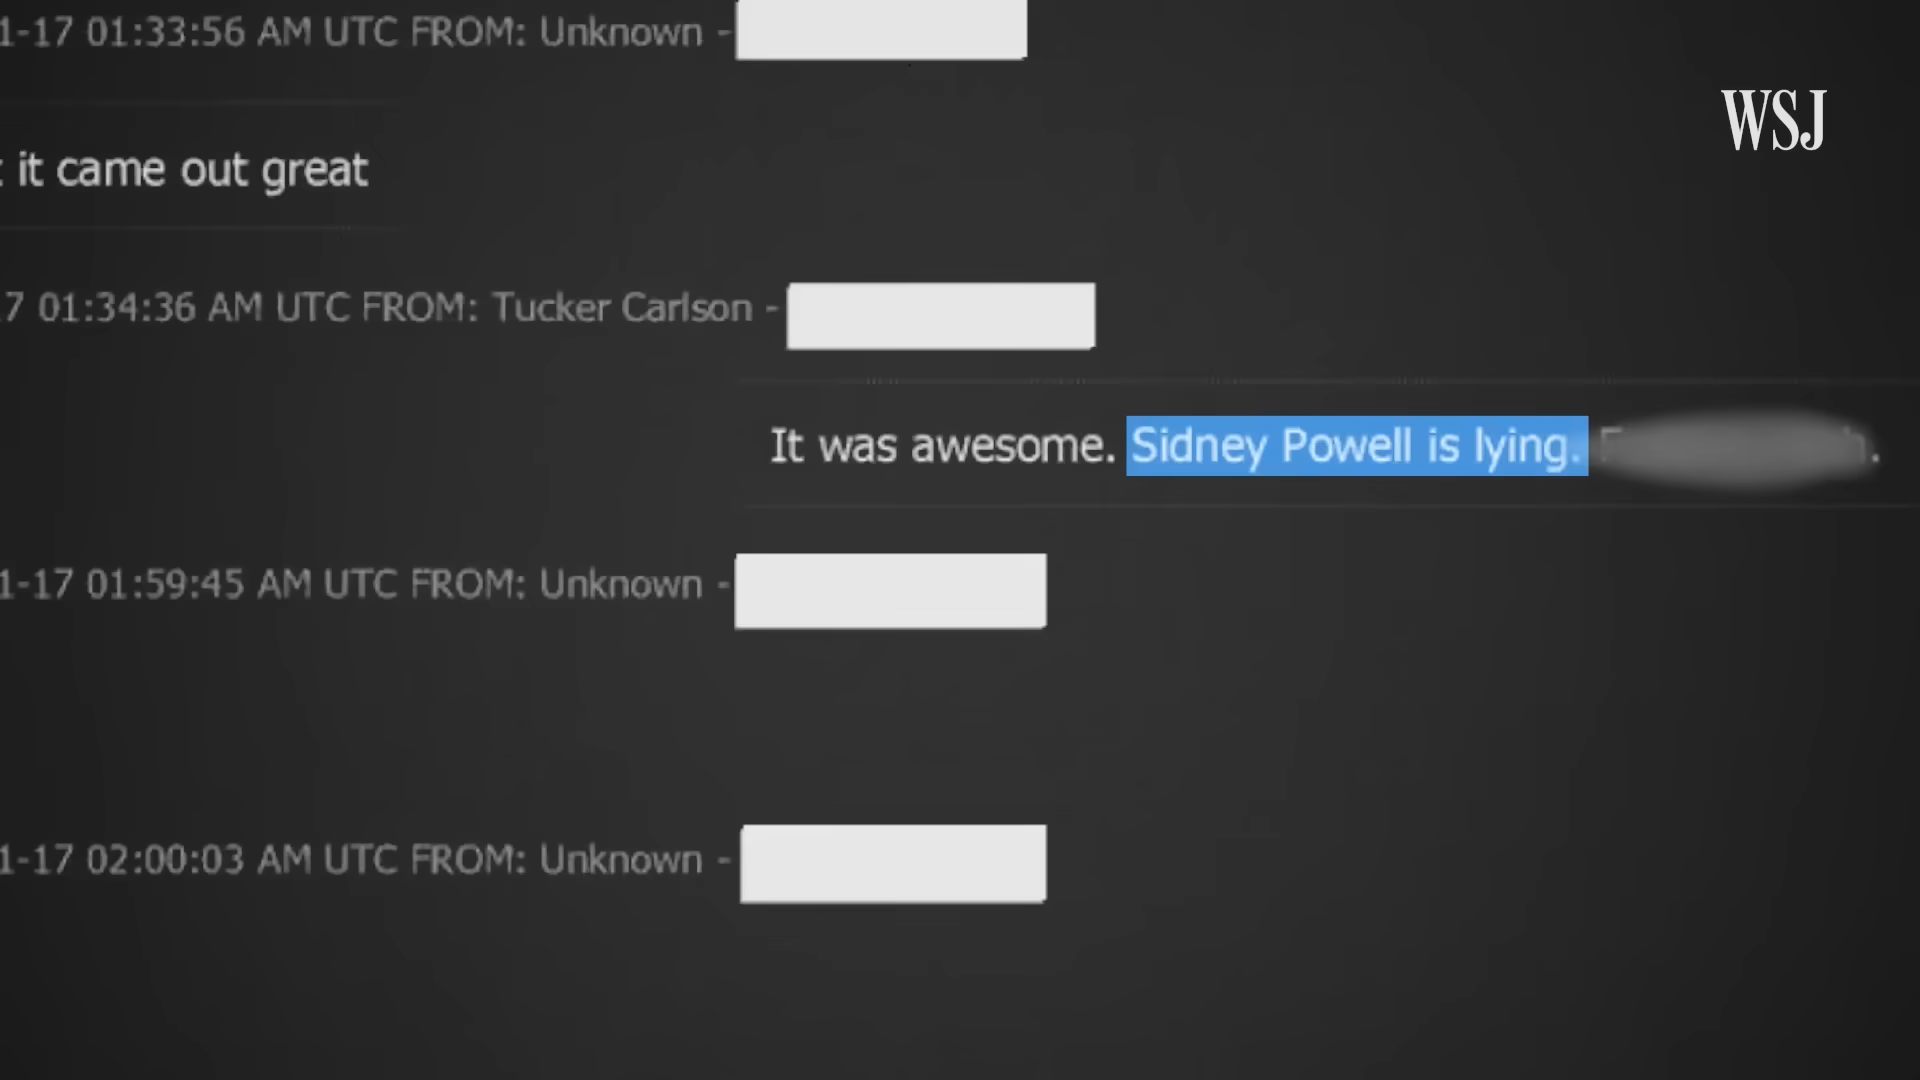 1-17 01:33:56 AM UTC FROM: Unknown -
WSJ
it came out great
7 01:34:36 AM UTC FROM: Tucker Carlson -
It was awesome. Sidney Powell is lying.
1-17 01:59:45 AM UTC FROM: Unknown -
1-17 02:00:03 AM UTC FROM: Unknown -